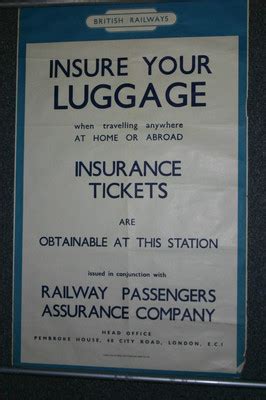 BRITISH RAILWAYS
INSURE YOUR
LUGGAGE
when travelling anywhere
AT HOME OR ABROAD
INSURANCE
TICKETS
ARE
OBTAINABLE AT THIS STATION
issued in conjunction with
RAILWAY PASSENGERS
ASSURANCE COMPANY
HEAD OFFICE
PEMBROKE HOUSE, 48 CITY ROAD, LONDON, E.C.1